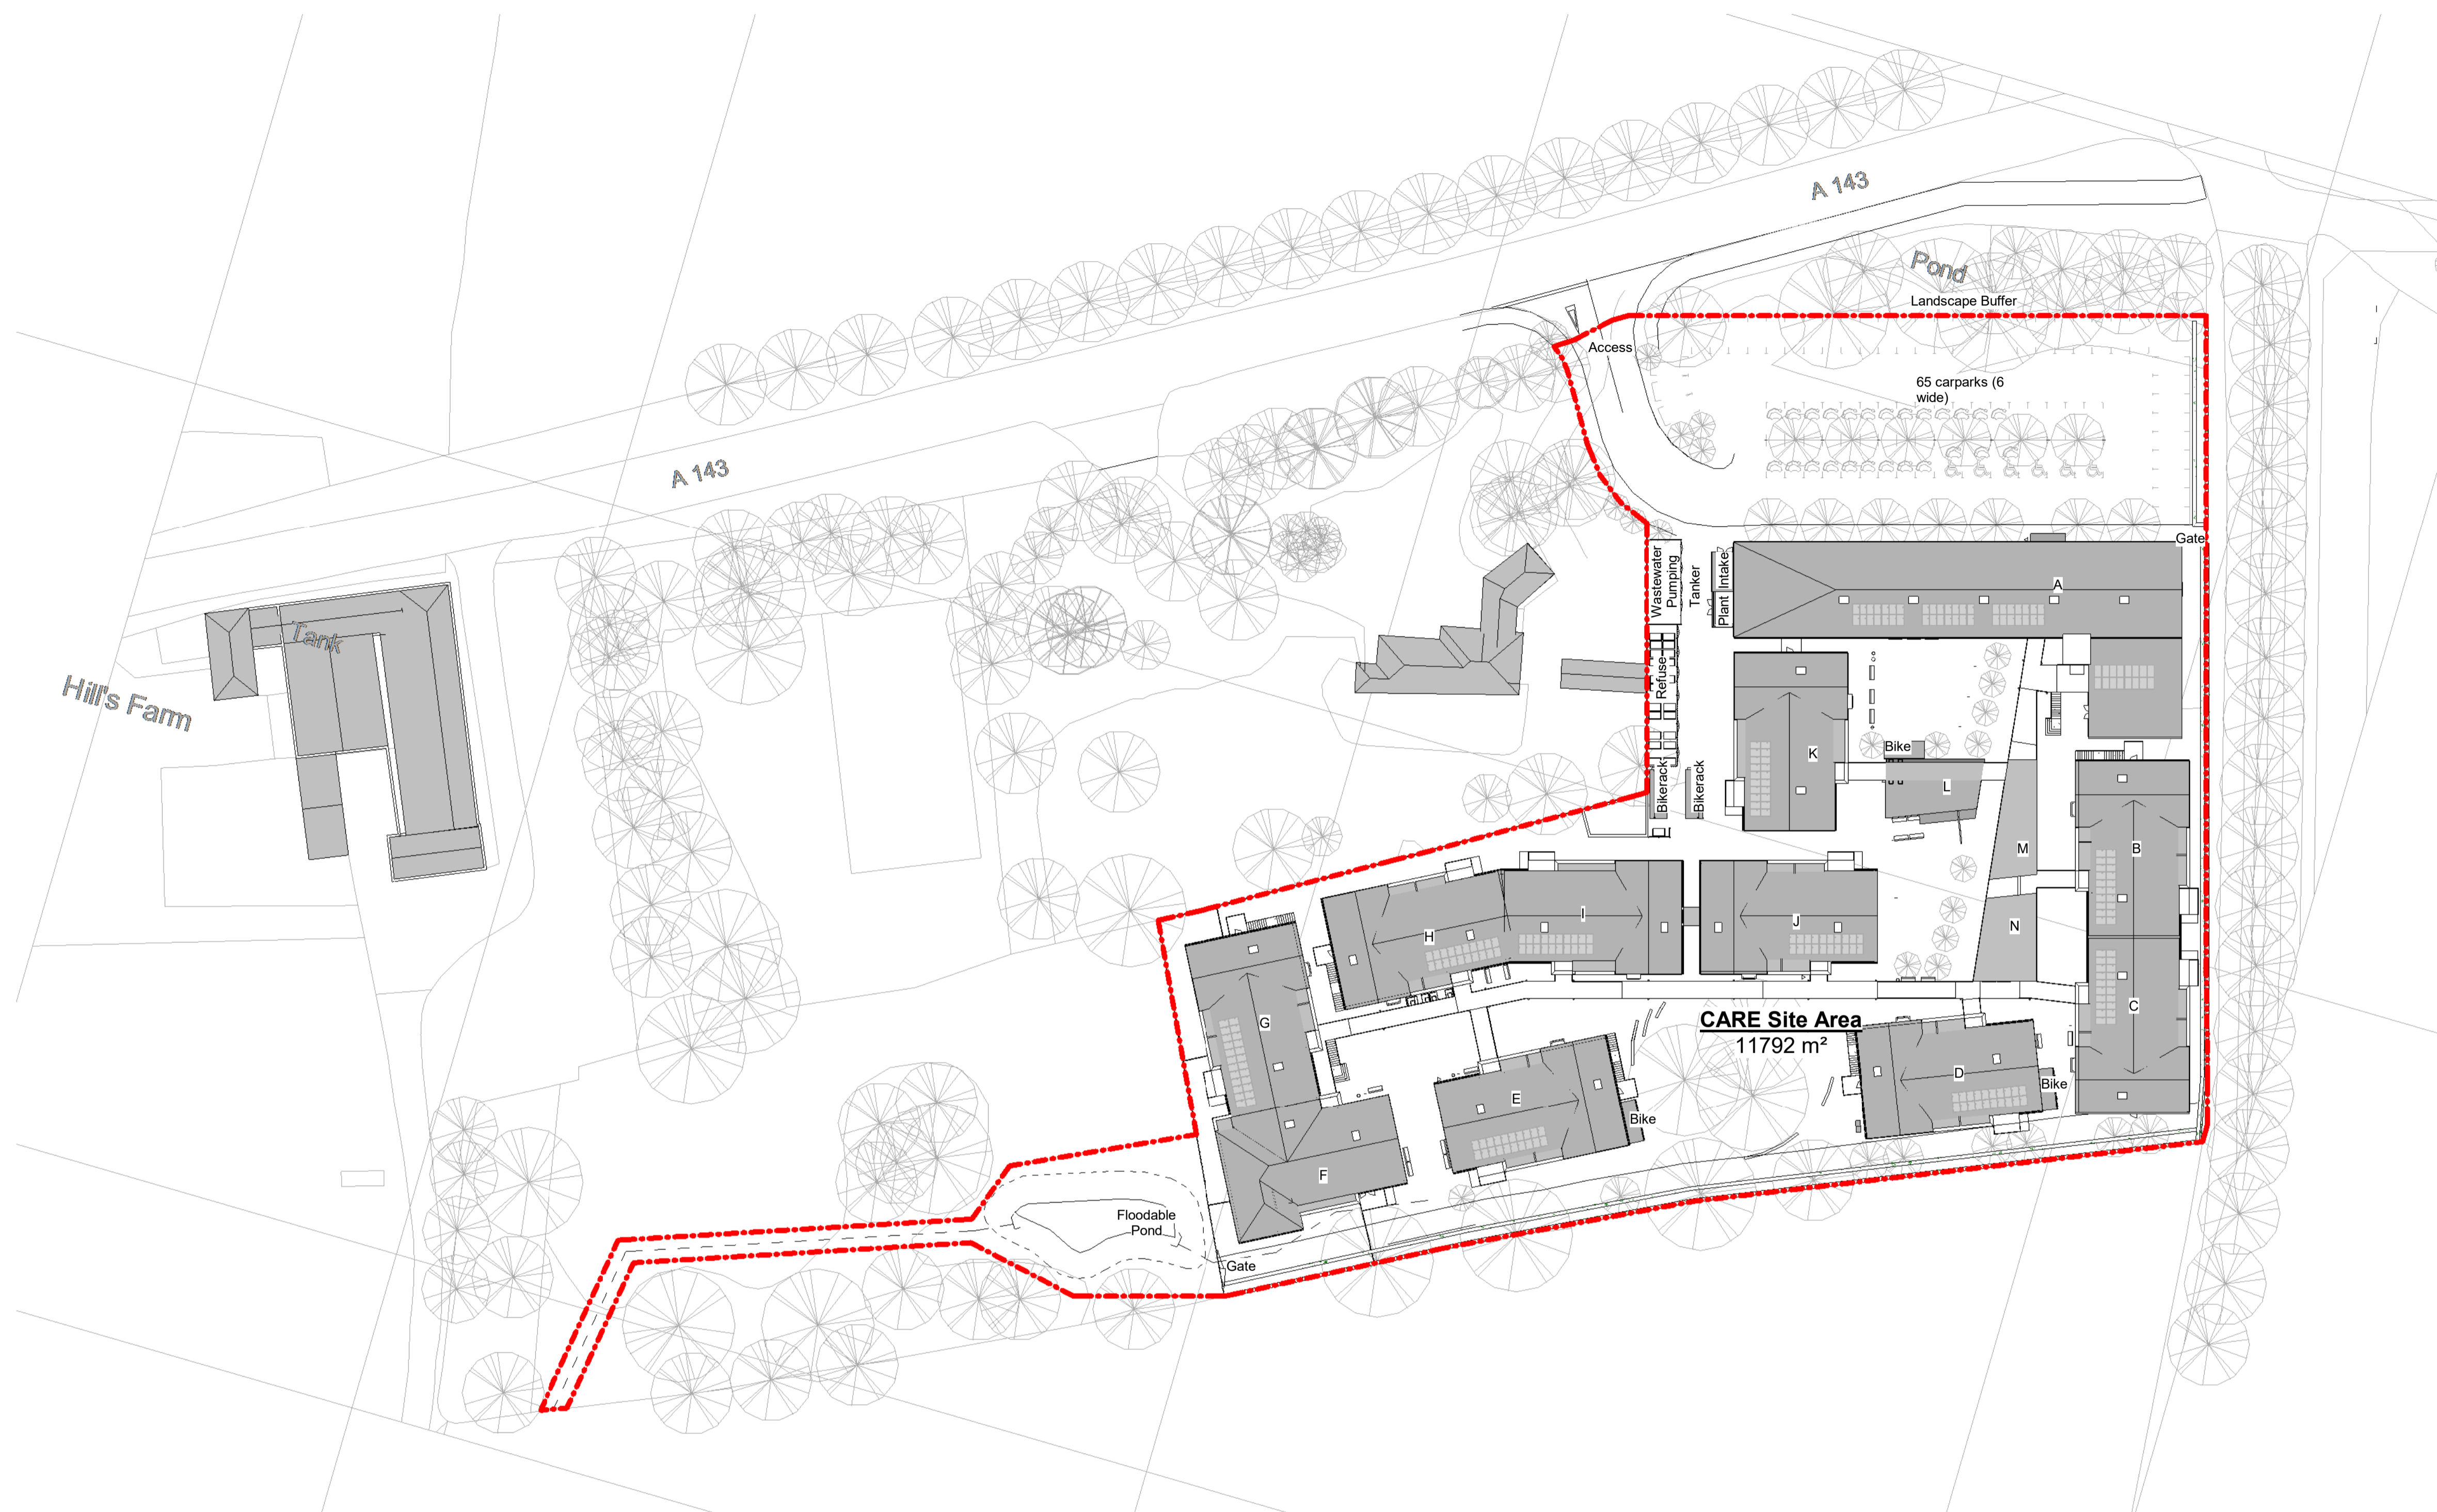 A 143
Pond
Landscape Buffer
Access
65 carparks (6
wide)
A 143
Gate
Wastewater
Pumping
Tanker
Plant
Intake
A
Tank
Hill's Farm
Refuse
K
Bike
L
Bikerack
Bikerack
M
B
H
I
J
N
G
C
CARE Site Area
11792 m²
E
D
Bike
Bike
F
Floodable
Pond
Gate